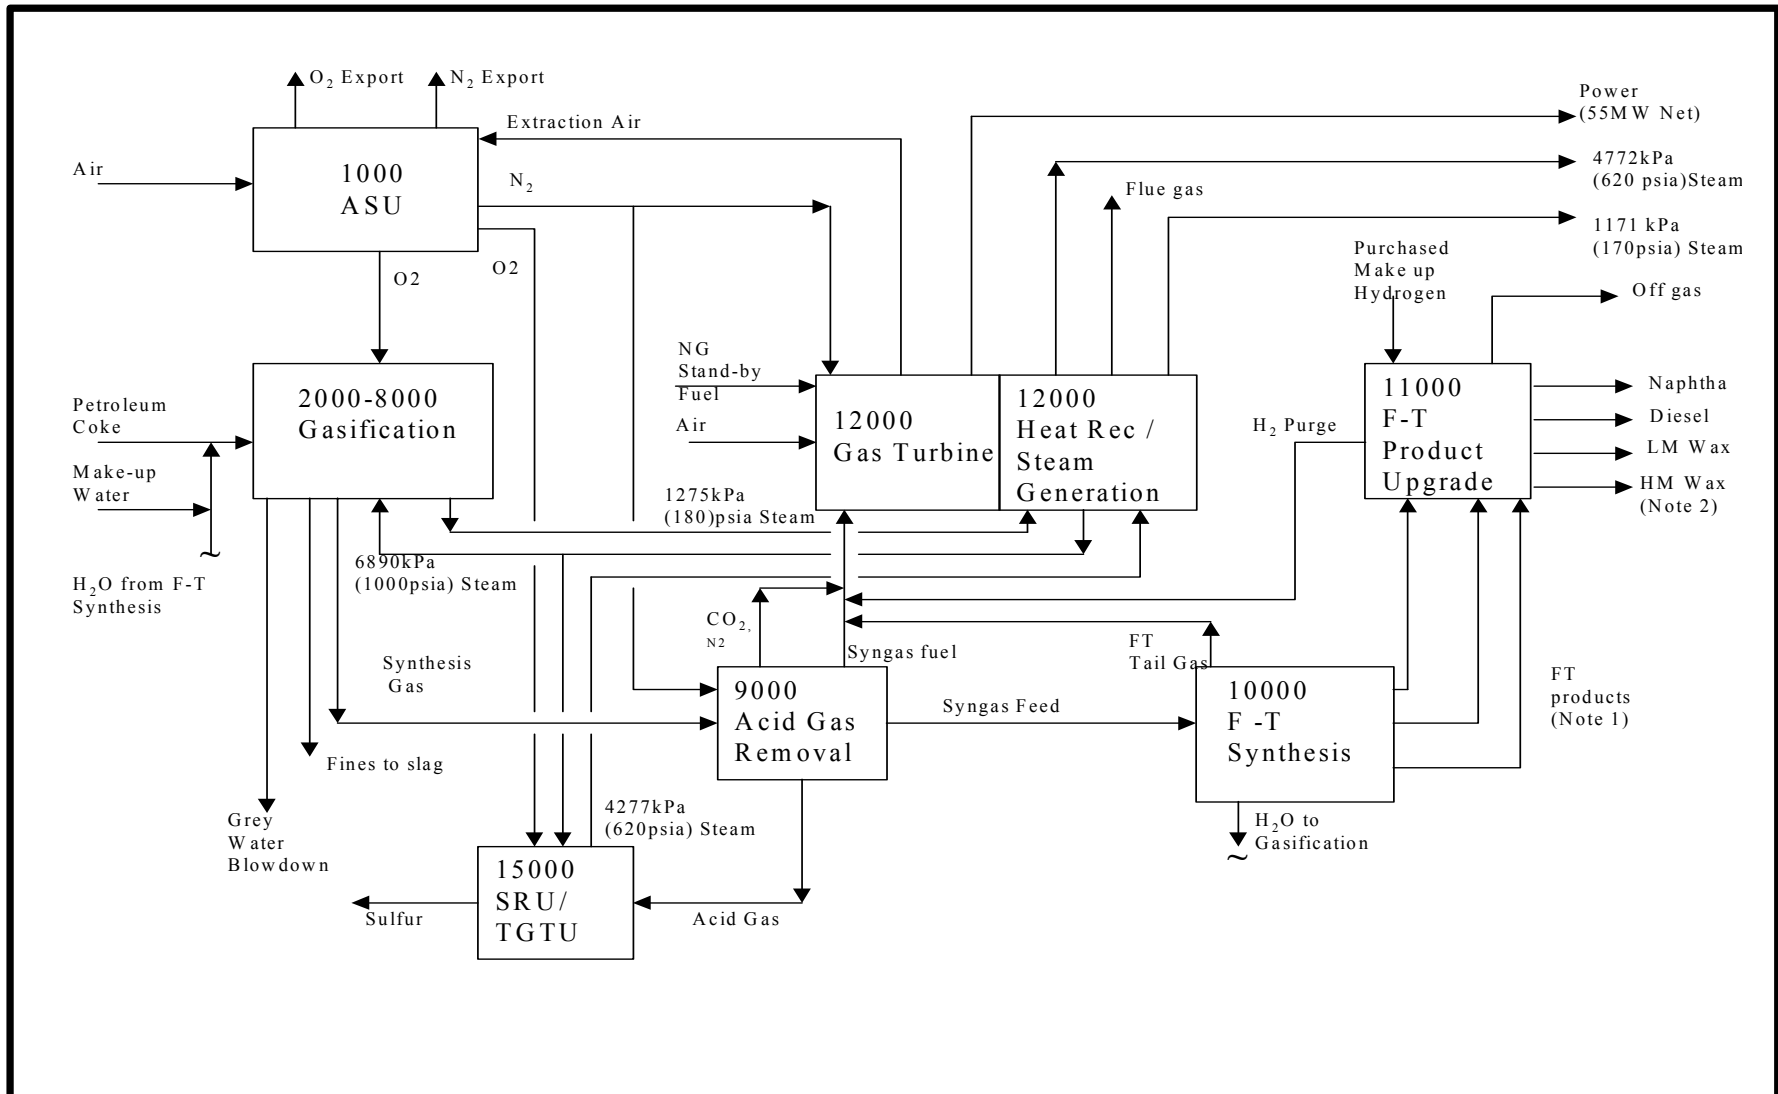 O2 Export
N2 Export
Extraction Air
Air
1000
ASU
N2
O2
O2
Power
(55MW Net)
4772kPa
(620 psia)Steam
1171 kPa
(170psia) Steam
Flue gas
Purchased
Make up
Hydrogen
Off gas
NG
Stand-by
Fuel
Air
Petroleum
Coke
Make-up
Water
~
H2O from F-T
Synthesis
2000-8000
Gasification
12000
Gas Turbine
12000
Heat Rec /
Steam
Generation
H2 Purge
11000
F-T
Product
Upgrade
Naphtha
Diesel
LM Wax
HM Wax
(Note 2)
1275kPa
(180)psia Steam
6890kPa
(1000psia) Steam
CO2,
N2
Syngas fuel
FT
Tail Gas
Synthesis
Gas
9000
Acid Gas
Removal
Syngas Feed
10000
F -T
Synthesis
FT
products
(Note 1)
Fines to slag
Grey
Water
Blowdown
4277kPa
(620psia) Steam
H2O to
Gasification
~
15000
SRU/
TGTU
Sulfur
Acid Gas